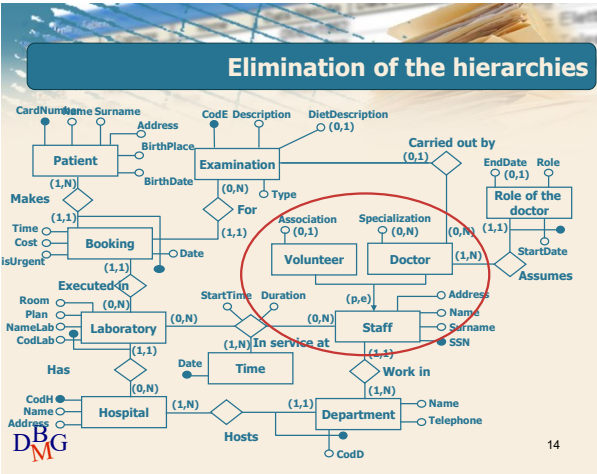 Elimination of the hierarchies
CardNumber Name Surname
Address
BirthPlace
BirthDate
Patient
(1,N)
Makes
(1,1)
CodE Description DietDescription
(0,1)
Examination
(0,N)
Type
For
(1,1)
Carried out by
(0,1)
(0,N)
EndDate Role
(0,1)
Role of the
doctor
(1,1)
StartDate
(1,N)
Assumes
Time
Cost
isUrgent
Booking
Date
(1,1)
Executed in
(0,N)
Association
(0,1)
Volunteer
Specialization
(0,N)
Doctor
(p,e)
Address
Name
Surname
SSN
Staff
(0,N)
Room
Plan
NameLab
CodLab
Laboratory
(0,N)
StartTime Duration
(1,N) In service at
Date
Time
(1,1)
Has
(0,N)
(1,1)
Work in
(1,N)
CodH
Name
Address
Hospital
(1,N)
Hosts
(1,1)
Department
Name
Telephone
CodD
DBMG
14